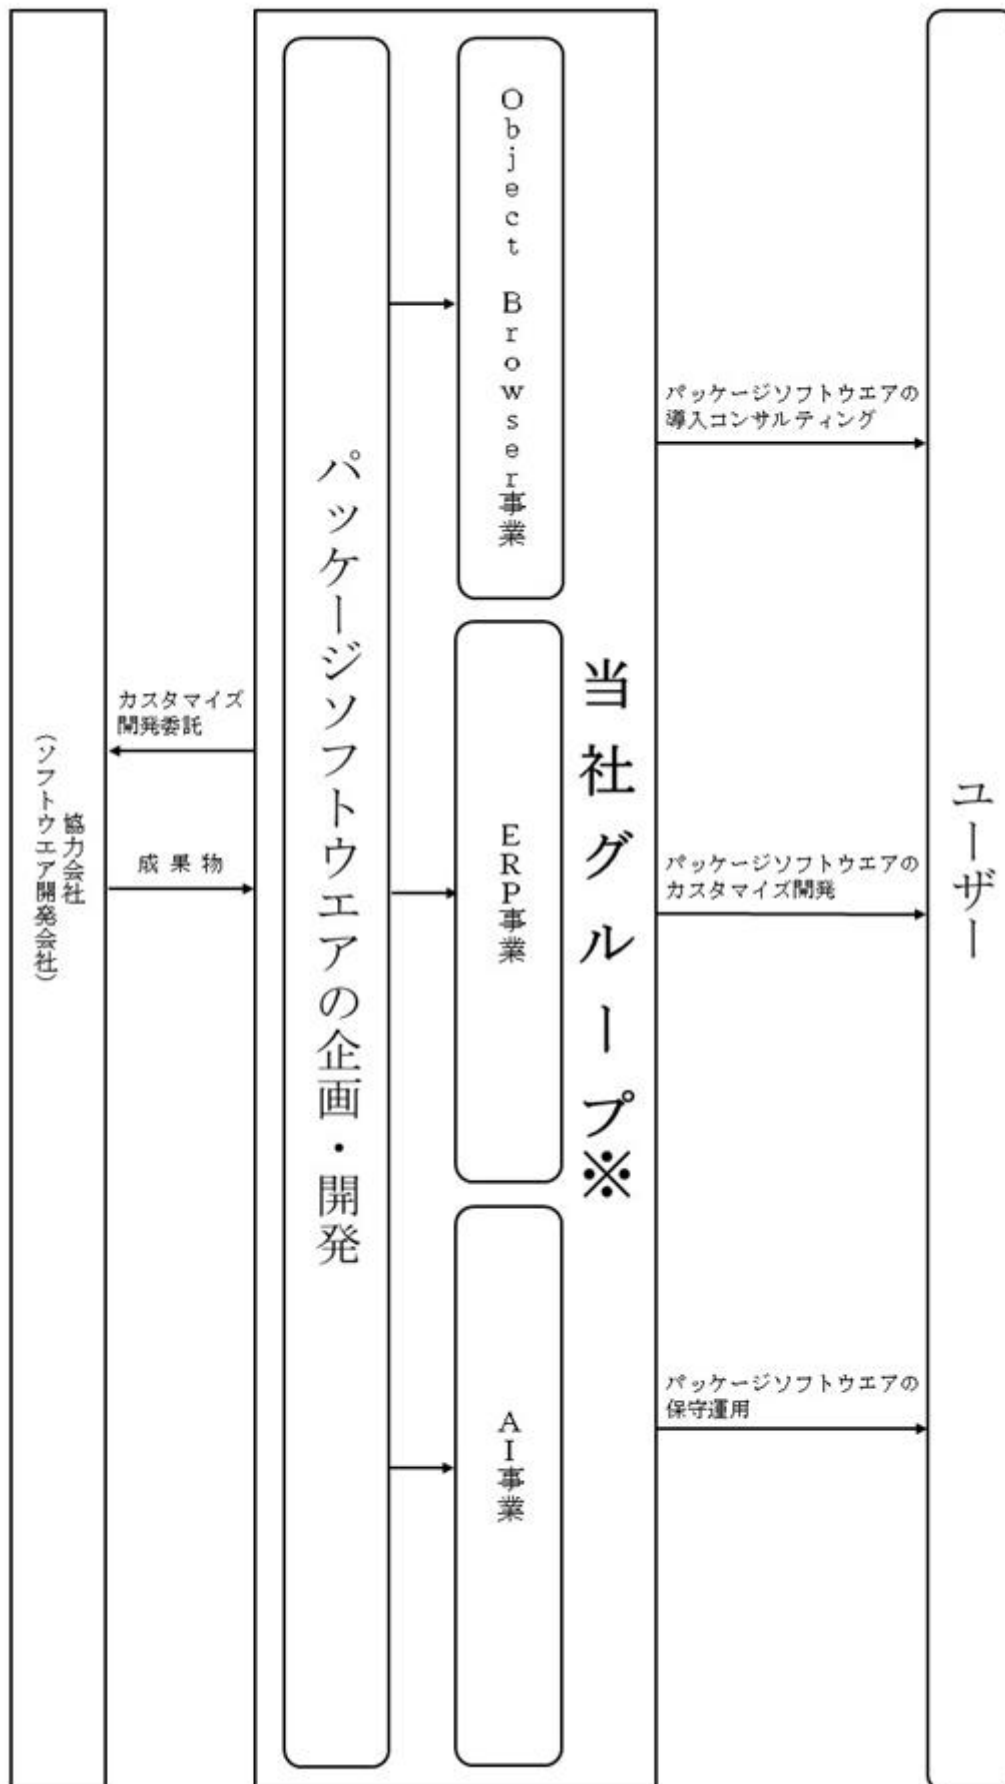 協力会社
(ソフトウエア開発会社)
カスタマイズ
開発委託
成果物
パッケージソフトウエアの企画・開発
Object Browser事業
ERP事業
AI事業
当社グループ※
パッケージソフトウエアの
導入コンサルティング
パッケージソフトウエアの
カスタマイズ開発
パッケージソフトウエアの
保守運用
ユーザー